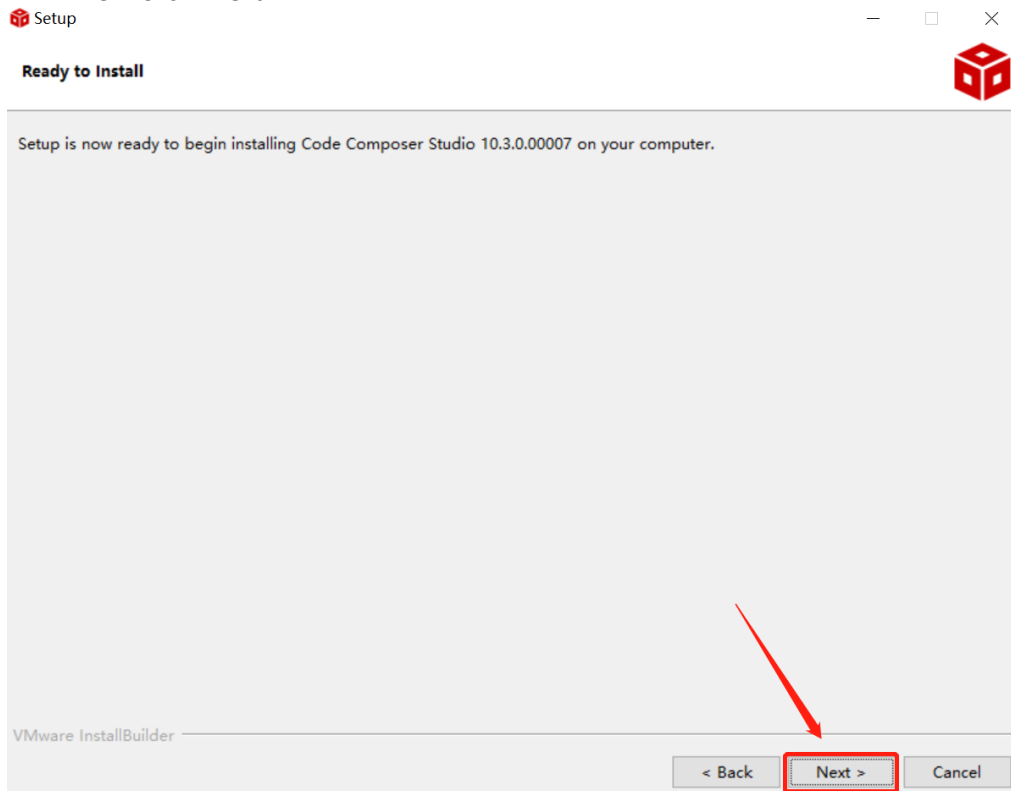 Setup
Ready to Install
Setup is now ready to begin installing Code Composer Studio 10.3.0.00007 on your computer.
VMware InstallBuilder
< Back
Next >
Cancel